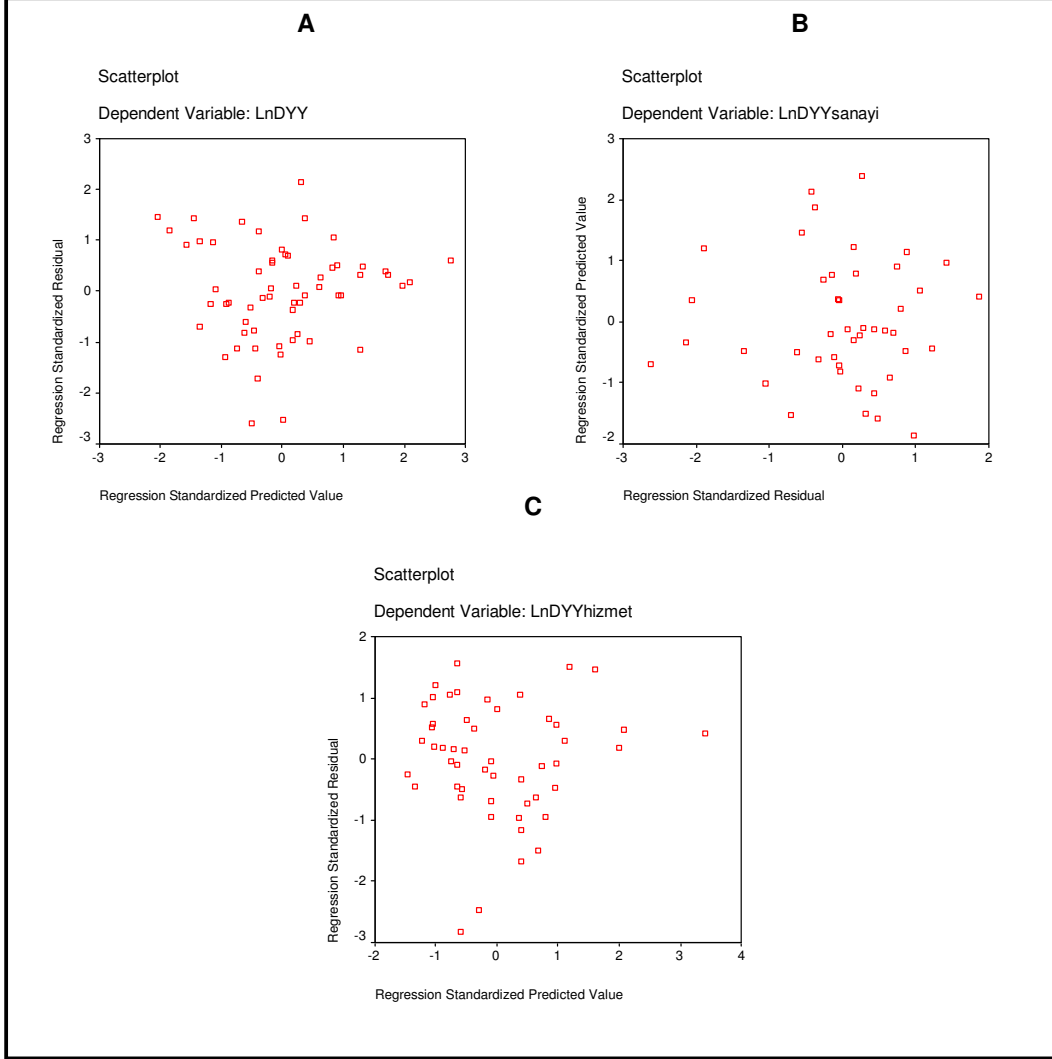 A
Scatterplot
Dependent Variable: LnDYY
3
2
1
0
-1
-2
-3
-3
-2
-1
0
1
2
3
Regression Standardized Residual
Regression Standardized Predicted Value
B
Scatterplot
Dependent Variable: LnDYYsanayi
3
2
1
0
-1
-2
-3
-2
-1
0
1
2
Regression Standardized Predicted Value
Regression Standardized Residual
C
Scatterplot
Dependent Variable: LnDYYhizmet
2
1
0
-1
-2
-3
-2
-1
0
1
2
3
4
Regression Standardized Residual
Regression Standardized Predicted Value